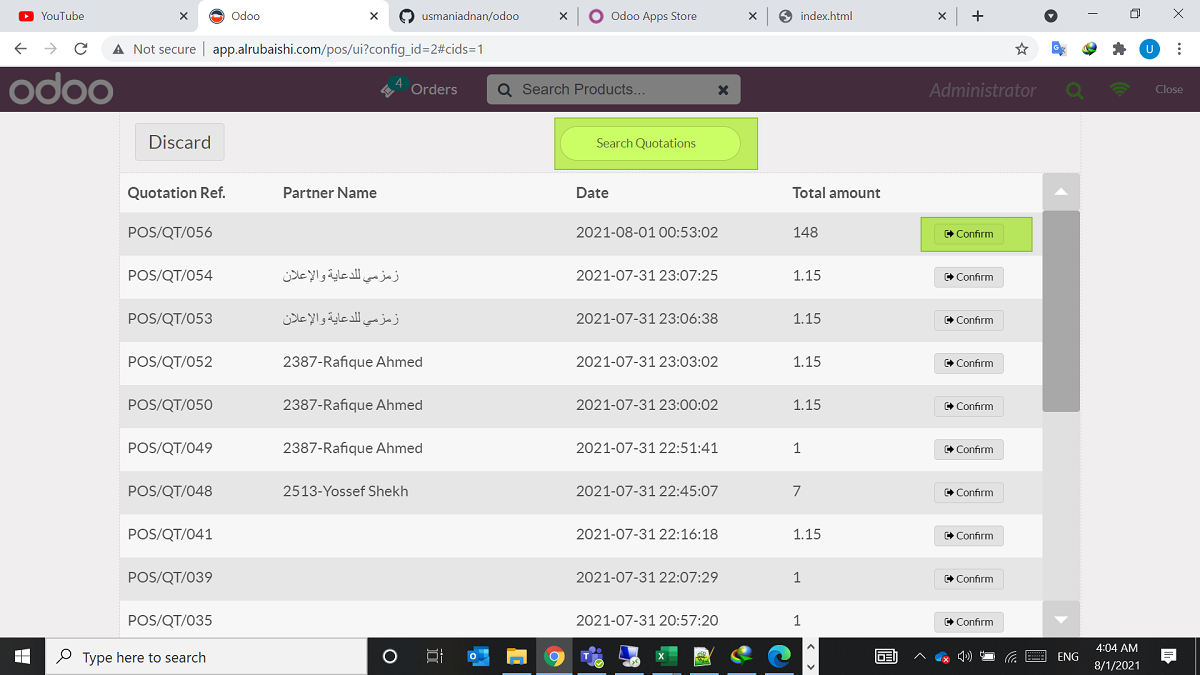 YouTube
Odoo
usmaniadnan/odoo
Odoo Apps Store
index.html
Not secure app.alrubaishi.com/pos/ui?config_id=2#cids=1
U
odoo
4 Orders
Search Products...
Administrator
Close
Discard
Search Quotations
Quotation Ref. Partner Name Date Total amount
POS/QT/056 2021-08-01 00:53:02 148 Confirm
POS/QT/054 زمزمي للدعاية والإعلان 2021-07-31 23:07:25 1.15 Confirm
POS/QT/053 زمزمي للدعاية والإعلان 2021-07-31 23:06:38 1.15 Confirm
POS/QT/052 2387-Rafique Ahmed 2021-07-31 23:03:02 1.15 Confirm
POS/QT/050 2387-Rafique Ahmed 2021-07-31 23:00:02 1.15 Confirm
POS/QT/049 2387-Rafique Ahmed 2021-07-31 22:51:41 1 Confirm
POS/QT/048 2513-Yossef Shekh 2021-07-31 22:45:07 7 Confirm
POS/QT/041 2021-07-31 22:16:18 1.15 Confirm
POS/QT/039 2021-07-31 22:07:29 1 Confirm
POS/QT/035 2021-07-31 20:57:20 1 Confirm
Type here to search
ENG
4:04 AM
8/1/2021